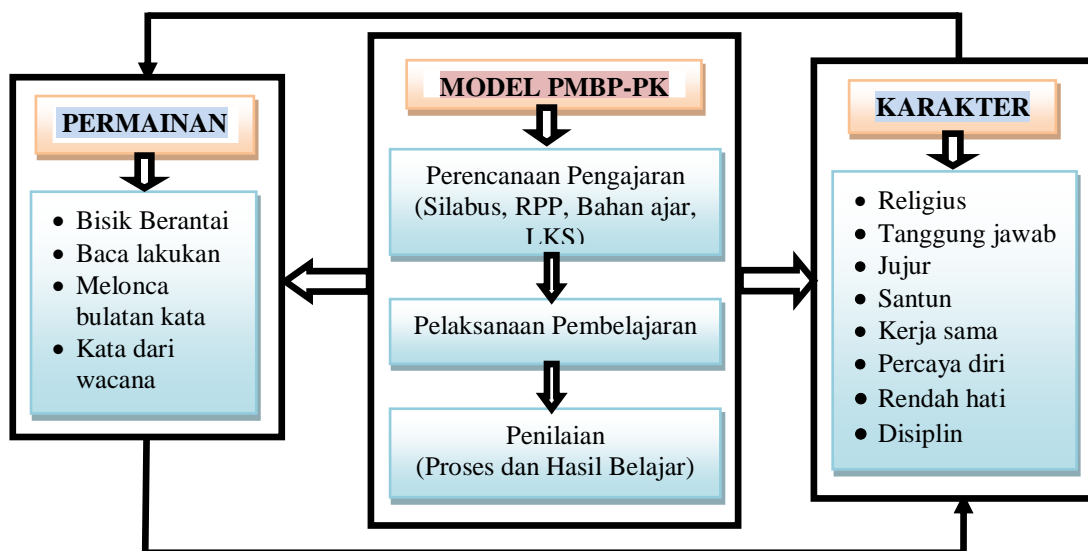 PERMAINAN
• Bisik Berantai
• Baca lakukan
• Melonca
bulatan kata
• Kata dari
wacana
MODEL PMBP-PK
Perencanaan Pengajaran
(Silabus, RPP, Bahan ajar,
LKS)
Pelaksanaan Pembelajaran
Penilaian
(Proses dan Hasil Belajar)
KARAKTER
• Religius
• Tanggung jawab
• Jujur
• Santun
• Kerja sama
• Percaya diri
• Rendah hati
• Disiplin